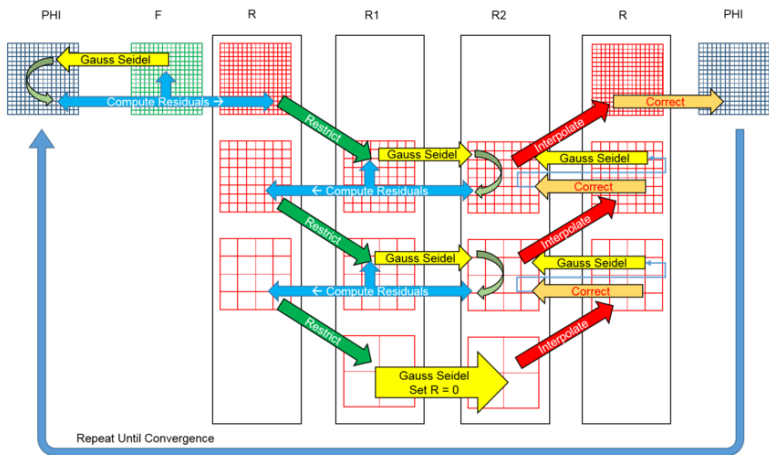 PHI F R R1 R2 R PHI
Gauss Seidel
Compute Residuals →
Correct
Restrict
Interpolate
Gauss Seidel
Gauss Seidel
← Compute Residuals
Correct
Restrict
Interpolate
Gauss Seidel
Gauss Seidel
← Compute Residuals
Correct
Restrict
Interpolate
Gauss Seidel
Set R = 0
Repeat Until Convergence